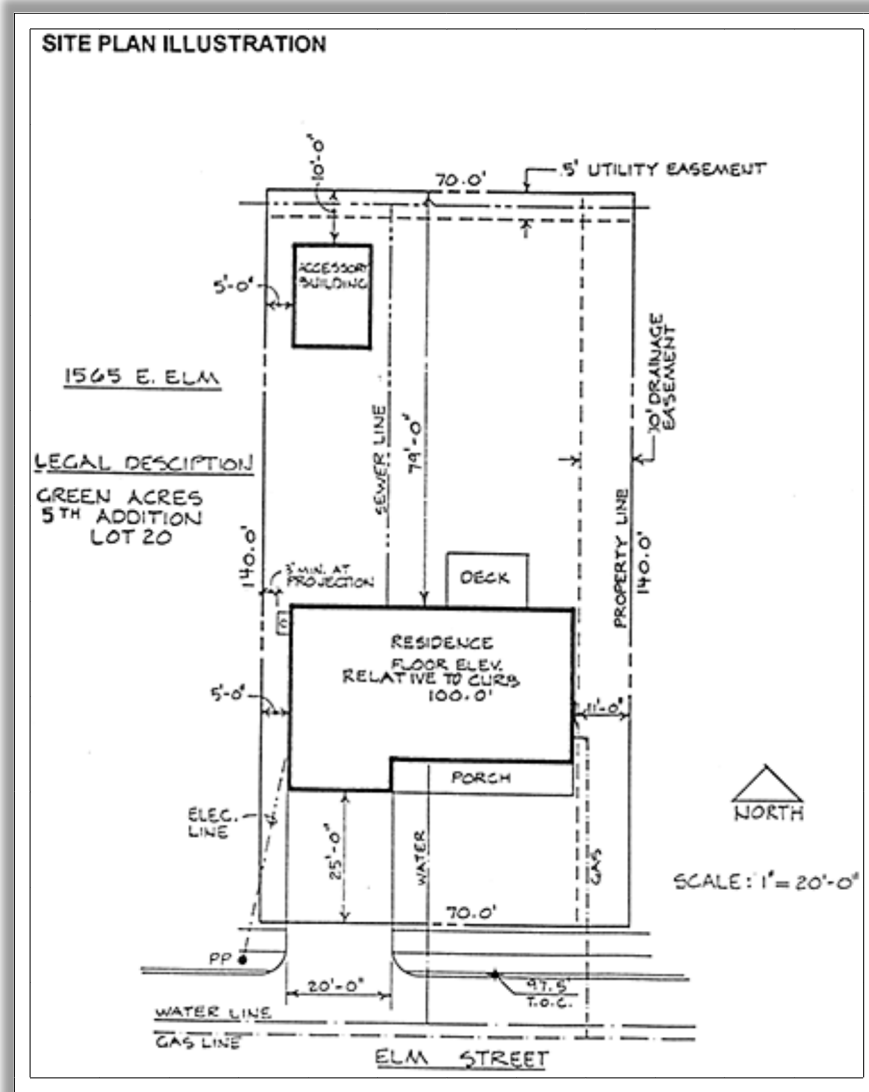 SITE PLAN ILLUSTRATION
10'-0"
70.0'
5' UTILITY EASEMENT
ACCESSORY
BUILDING
5'-0"
10' DRAINAGE
EASEMENT
1565 E. ELM
SEWER LINE
79'-0"
LEGAL DESCIPTION
GREEN ACRES
5TH ADDITION
LOT 20
140.0'
3' MIN. AT
PROJECTION
DECK
PROPERTY LINE
140.0'
RESIDENCE
FLOOR ELEV.
RELATIVE TO CURB
100.0'
5'-0"
11'-0"
PORCH
ELEC.
LINE
25'-0"
WATER
GAS
NORTH
SCALE: 1" = 20'-0"
70.0'
PP
20'-0"
97.5'
T.O.C.
WATER LINE
GAS LINE
ELM STREET